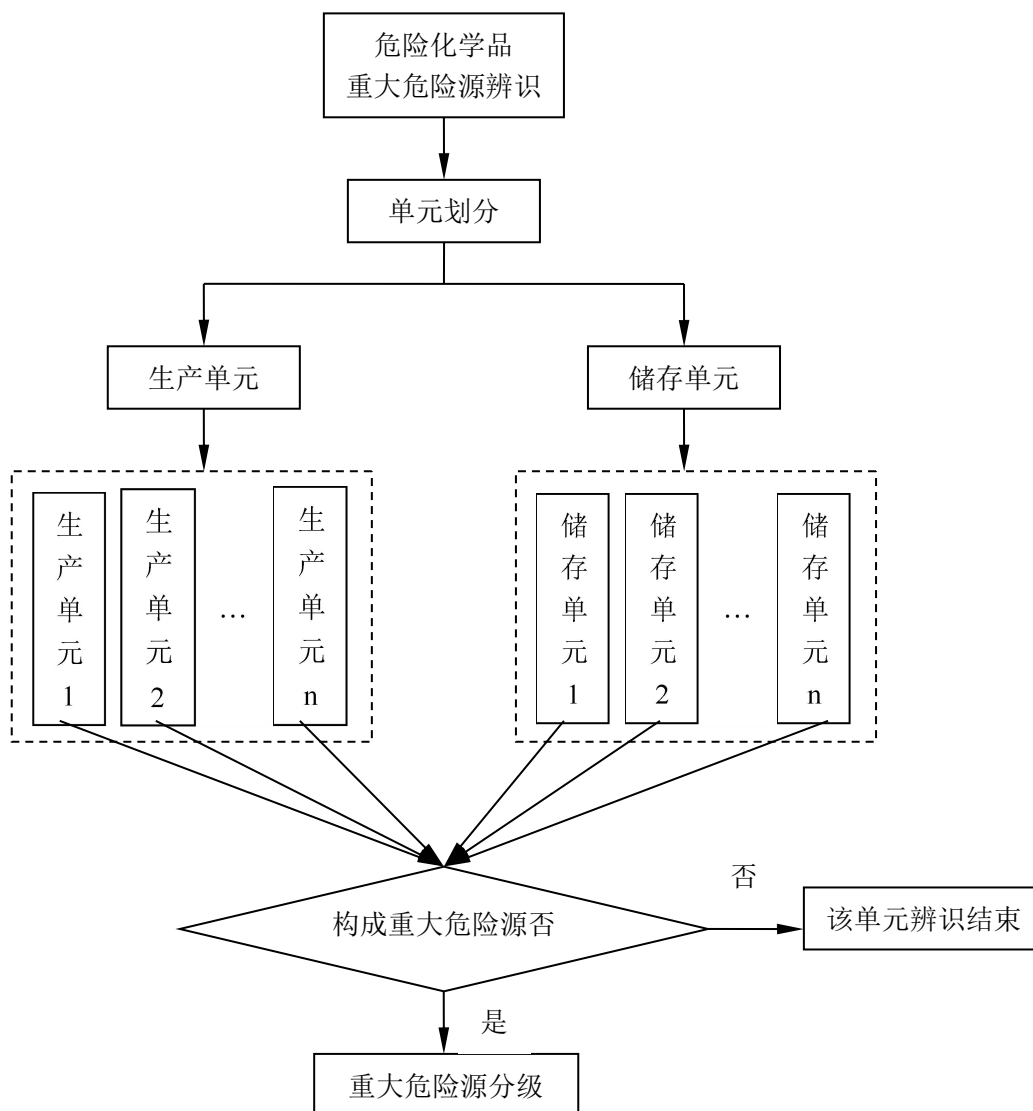 危险化学品
重大危险源辨识
单元划分
生产单元
储存单元
生产单元1
生产单元2
…
生产单元n
储存单元1
储存单元2
…
储存单元n
构成重大危险源否
否
该单元辨识结束
是
重大危险源分级